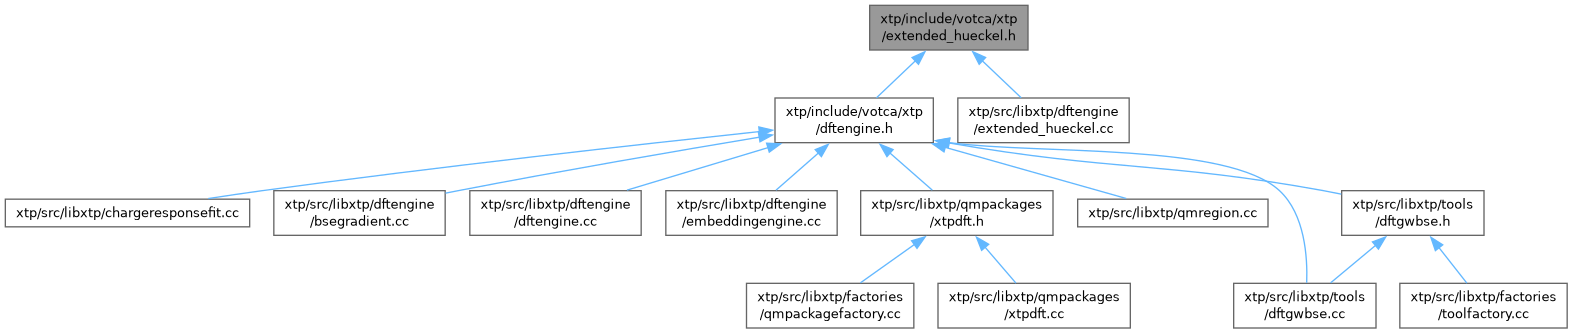 xtp/include/votca/xtp
/extended_hueckel.h
xtp/include/votca/xtp
/dftengine.h
xtp/src/libxtp/dftengine
/extended_hueckel.cc
xtp/src/libxtp/chargeresponsefit.cc
xtp/src/libxtp/dftengine
/bsegradient.cc
xtp/src/libxtp/dftengine
/dftengine.cc
xtp/src/libxtp/dftengine
/embeddingengine.cc
xtp/src/libxtp/qmpackages
/xtpdft.h
xtp/src/libxtp/qmregion.cc
xtp/src/libxtp/tools
/dftgwbse.h
xtp/src/libxtp/factories
/qmpackagefactory.cc
xtp/src/libxtp/qmpackages
/xtpdft.cc
xtp/src/libxtp/tools
/dftgwbse.cc
xtp/src/libxtp/factories
/toolfactory.cc